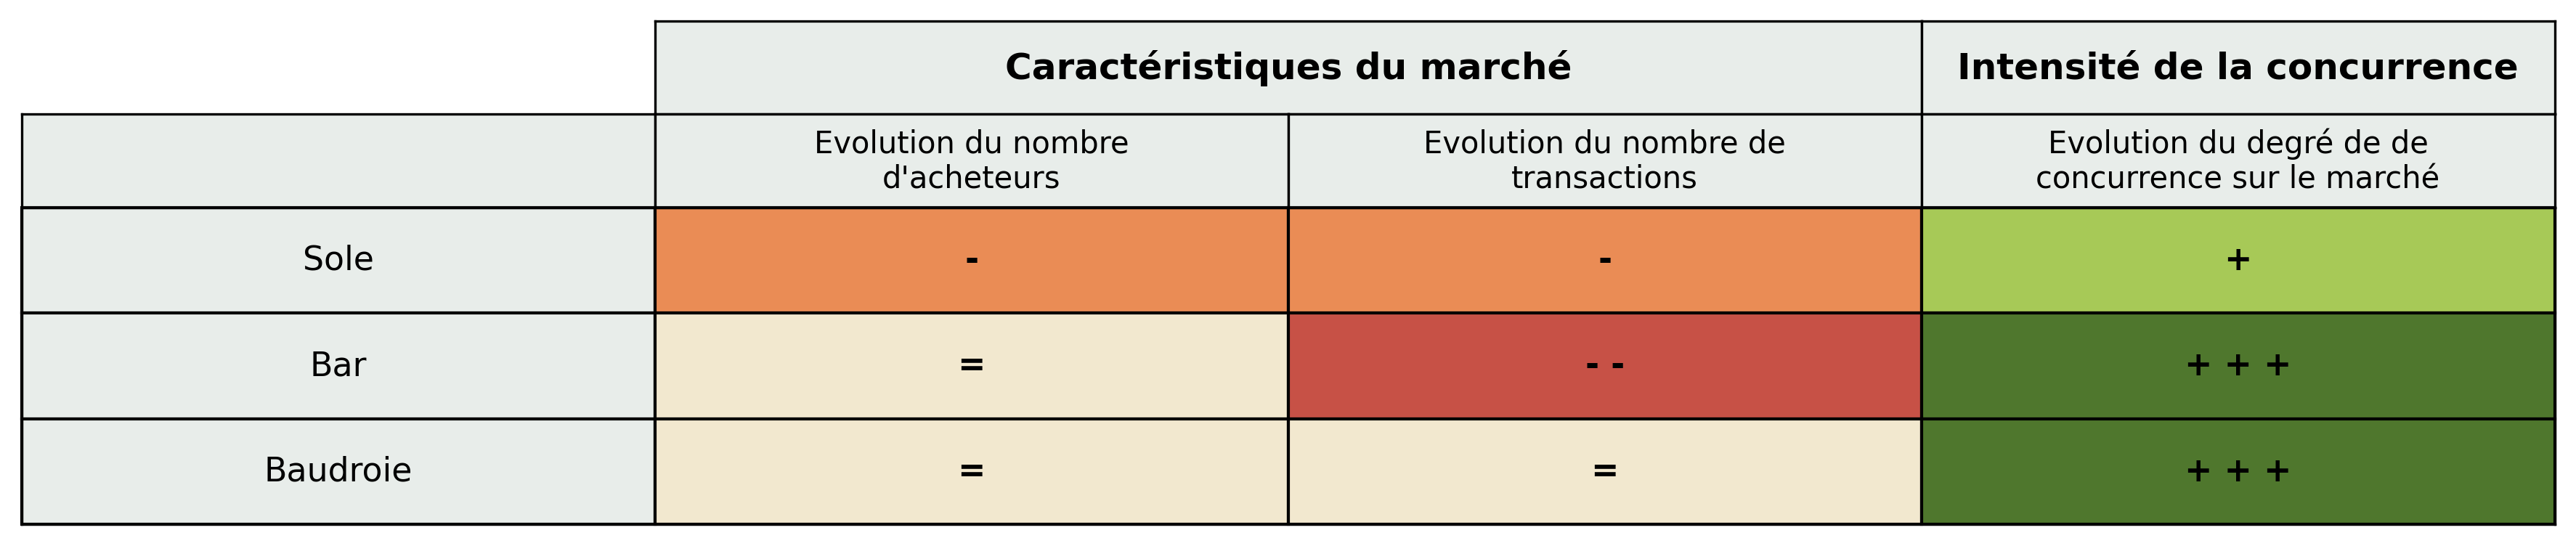 Caractéristiques du marché
Intensité de la concurrence
Evolution du nombre
d'acheteurs
Evolution du nombre de
transactions
Evolution du degré de de
concurrence sur le marché
Sole
-
-
+
Bar
=
- -
+ + +
Baudroie
=
=
+ + +